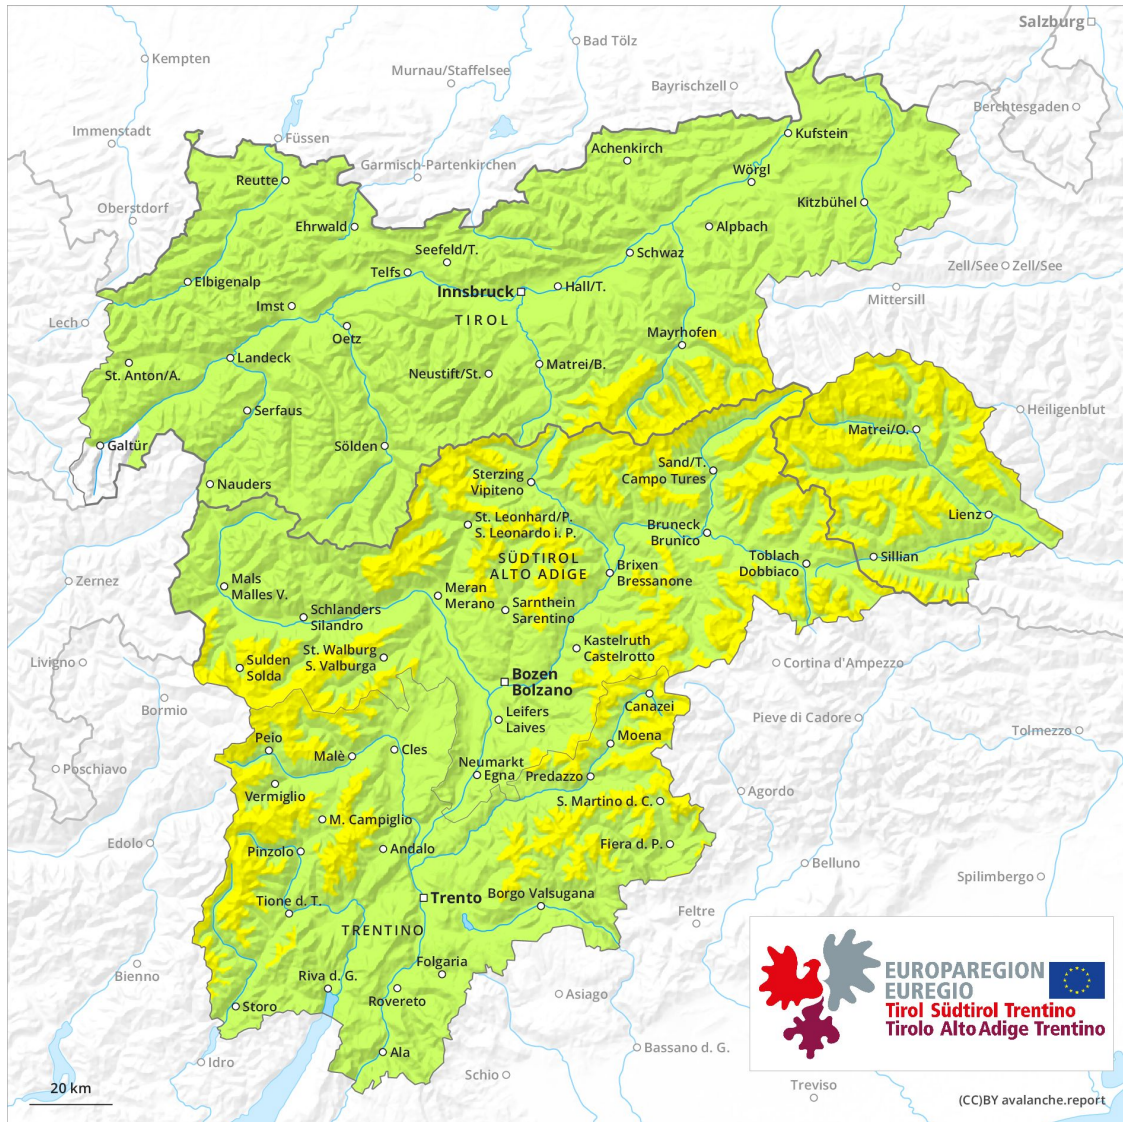 Salzburg
Bad Tölz
Kempten
Murnau/Staffelsee
Bayrischzell
Berchtesgaden
Immenstadt
Füssen
Kufstein
Achenkirch
Garmisch-Partenkirchen
Wörgl
Reutte
Oberstdorf
Kitzbühel
Ehrwald
Alpbach
Seefeld/T.
Schwaz
Telfs
Zell/See
Zell/See
Elbigenalp
Hall/T.
Innsbruck
Mittersill
Imst
TIROL
Lech
Oetz
Mayrhofen
Landeck
Matrei/B.
St. Anton/A.
Neustift/St.
Serfaus
Heiligenblut
Matrei/O.
Galtür
Sölden
Sterzing
Vipiteno
Sand/T.
Campo Tures
Nauders
St. Leonhard/P.
S. Leonardo i. P.
Lienz
Bruneck
Brunico
SÜDTIROL
ALTO ADIGE
Toblach
Dobbiaco
Sillian
Brixen
Bressanone
Zernez
Mals
Malles V.
Meran
Merano
Schlanders
Silandro
Sarnthein
Sarentino
Kastelruth
Castelrotto
St. Walburg
S. Valburga
Livigno
Sulden
Solda
Cortina d'Ampezzo
Bozen
Bolzano
Canazei
Bormio
Leifers
Laives
Pieve di Cadore
Tolmezzo
Peio
Moena
Cles
Malè
Neumarkt
Egna
Predazzo
Poschiavo
Vermiglio
Agordo
S. Martino d. C.
M. Campiglio
Edolo
Pinzolo
Andalo
Fiera d. P.
Belluno
Spilimbergo
Borgo Valsugana
Trento
Tione d. T.
Feltre
TRENTINO
Folgaria
Bienno
Riva d. G.
Rovereto
Asiago
Storo
EUROPAREGION
EUREGIO
Tirol Südtirol Trentino
Tirolo Alto Adige Trentino
Ala
Bassano d. G.
Idro
Schio
Treviso
20 km
(CC)BY avalanche.report